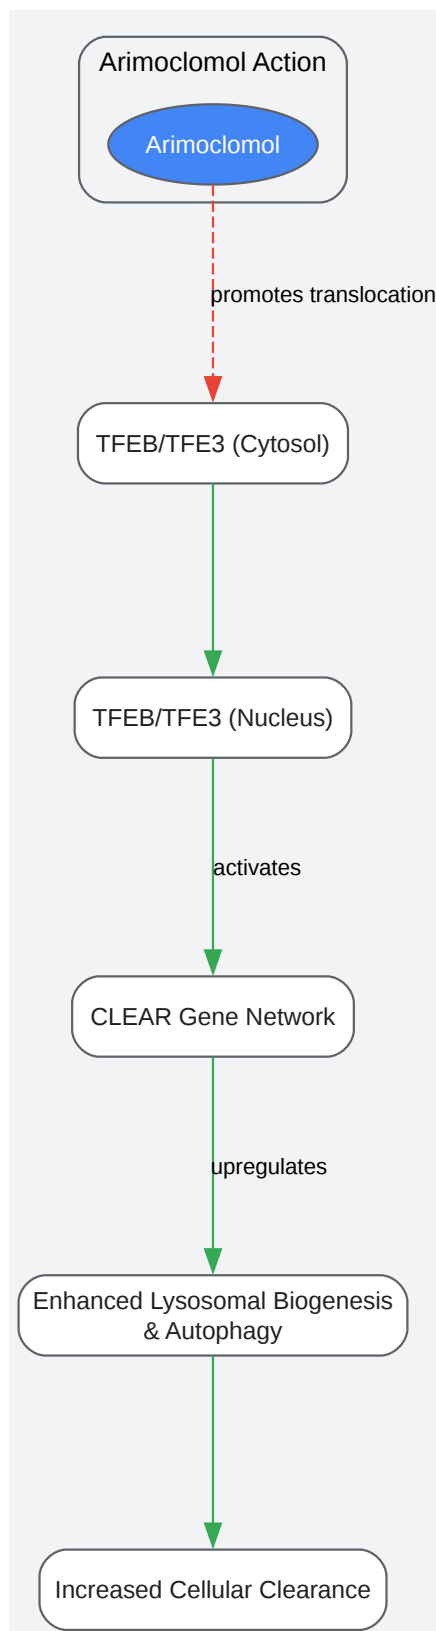 Arimoclomol Action
Arimoclomol
promotes translocation
TFEB/TFE3 (Cytosol)
TFEB/TFE3 (Nucleus)
activates
CLEAR Gene Network
upregulates
Enhanced Lysosomal Biogenesis
& Autophagy
Increased Cellular Clearance